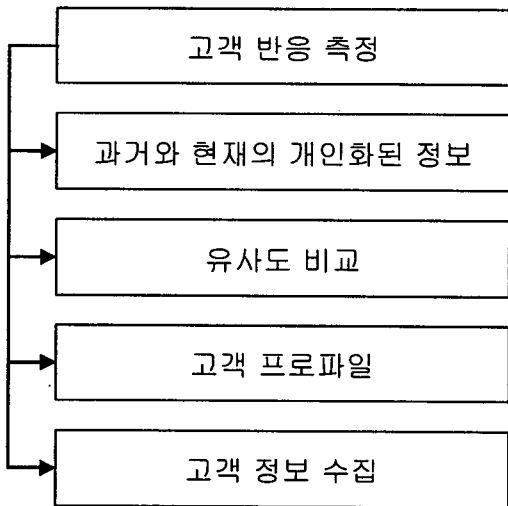 고객 반응 측정
과거와 현재의 개인화된 정보
유사도 비교
고객 프로파일
고객 정보 수집